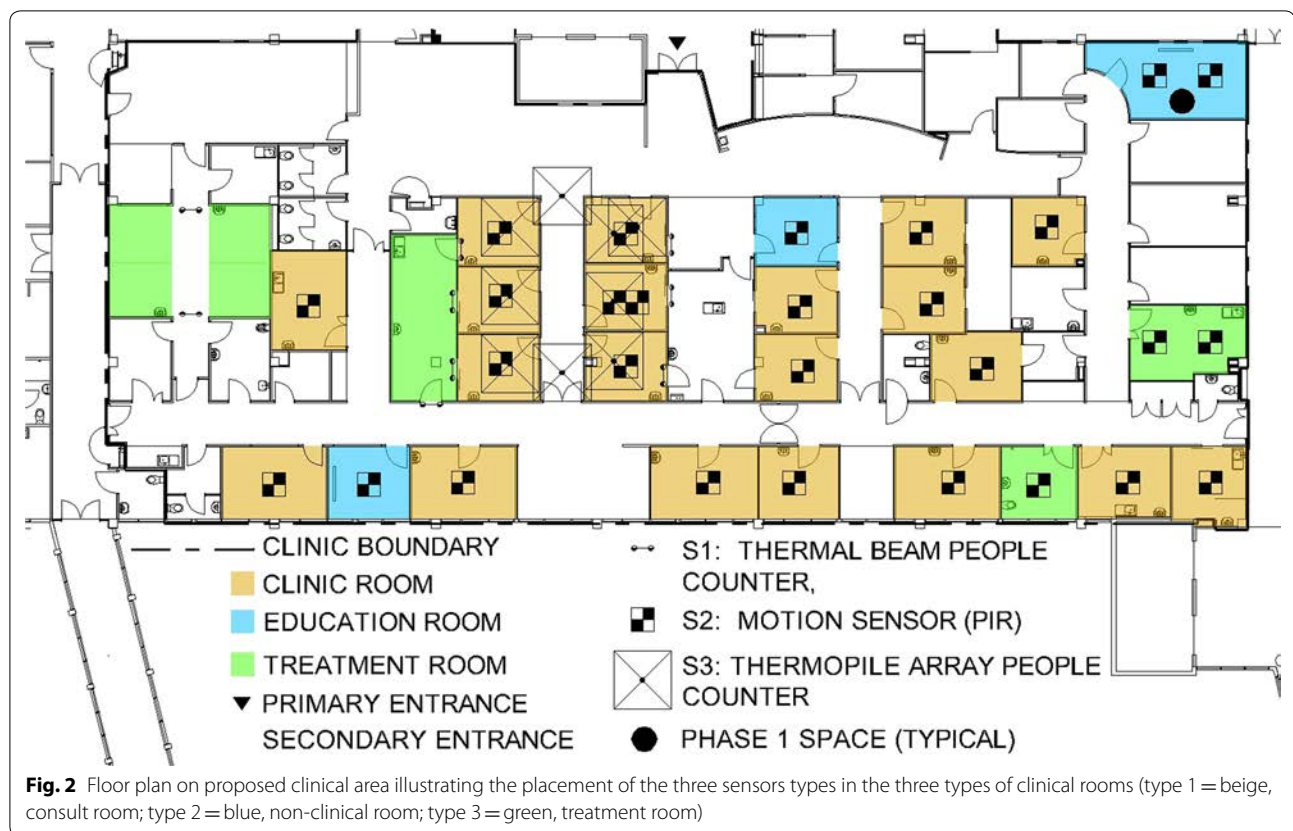 CLINIC BOUNDARY
CLINIC ROOM
EDUCATION ROOM
TREATMENT ROOM
PRIMARY ENTRANCE
SECONDARY ENTRANCE
S1: THERMAL BEAM PEOPLE
COUNTER,
S2: MOTION SENSOR (PIR)
S3: THERMOPILE ARRAY PEOPLE
COUNTER
PHASE 1 SPACE (TYPICAL)
Fig. 2 Floor plan on proposed clinical area illustrating the placement of the three sensors types in the three types of clinical rooms (type 1 = beige,
consult room; type 2 = blue, non-clinical room; type 3 = green, treatment room)